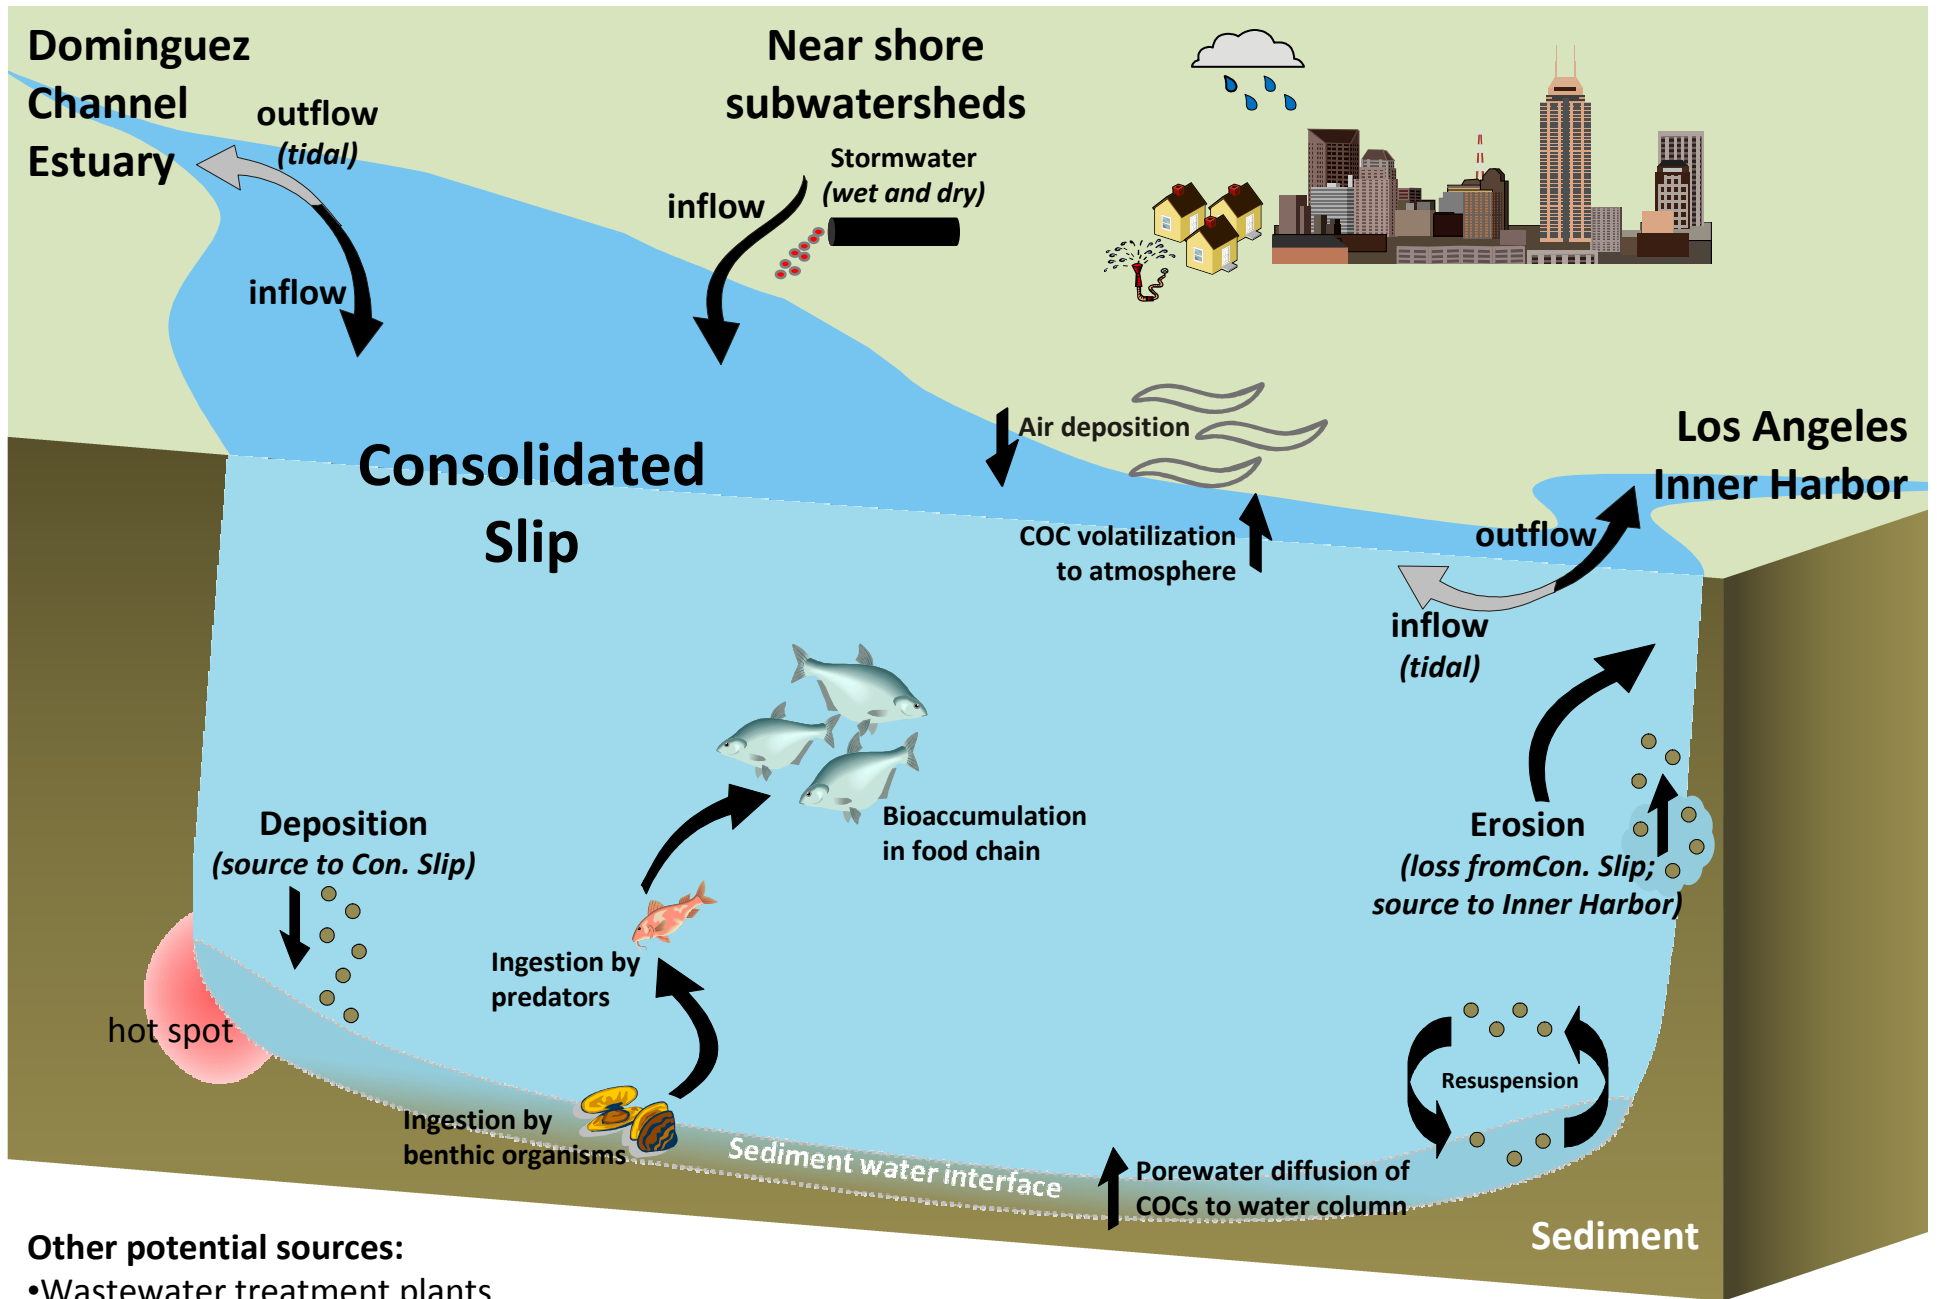 Dominguez
Channel
Estuary
outflow
(tidal)
inflow
Near shore
subwatersheds
Stormwater
(wet and dry)
inflow
Air deposition
Los Angeles
Inner Harbor
Consolidated
Slip
COC volatilization
to atmosphere
outflow
inflow
(tidal)
Bioaccumulation
in food chain
Deposition
(source to Con. Slip)
Erosion
(loss fromCon. Slip;
source to Inner Harbor)
Ingestion by
predators
hot spot
Resuspension
Ingestion by
benthic organisms
Sediment water interface
Porewater diffusion of
COCs to water column
Sediment
Other potential sources:
•Wastewater treatment plants